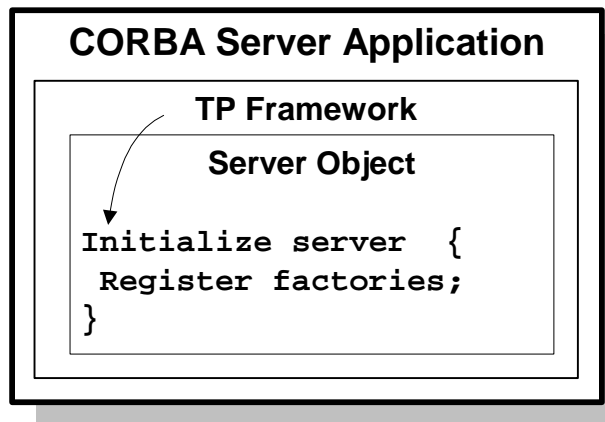 CORBA Server Application
TP Framework
Server Object
Initialize server {
Register factories;
}